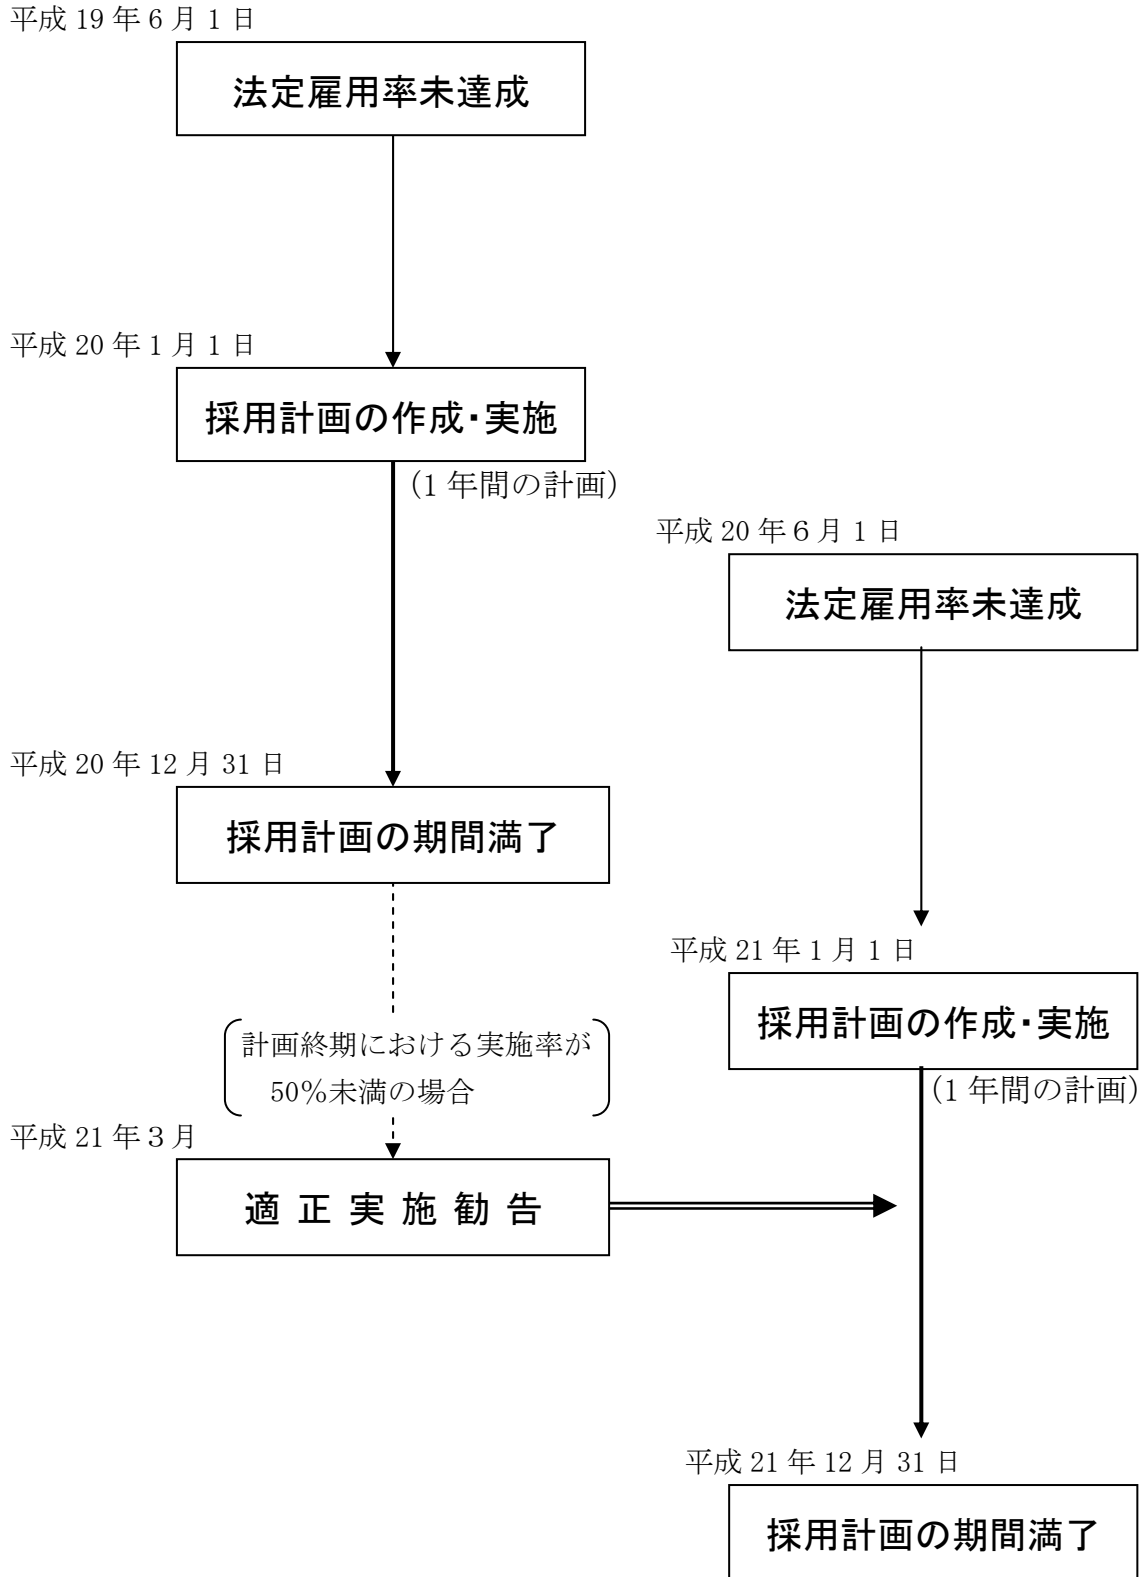 平成 19 年 6 月 1 日
法定雇用率未達成
平成 20 年 1 月 1 日
採用計画の作成・実施
(1 年間の計画)
平成 20 年 6 月 1 日
法定雇用率未達成
平成 20 年 12 月 31 日
採用計画の期間満了
平成 21 年 1 月 1 日
採用計画の作成・実施
(1 年間の計画)
計画終期における実施率が
50%未満の場合
平成 21 年 3 月
適 正 実 施 勧 告
平成 21 年 12 月 31 日
採用計画の期間満了